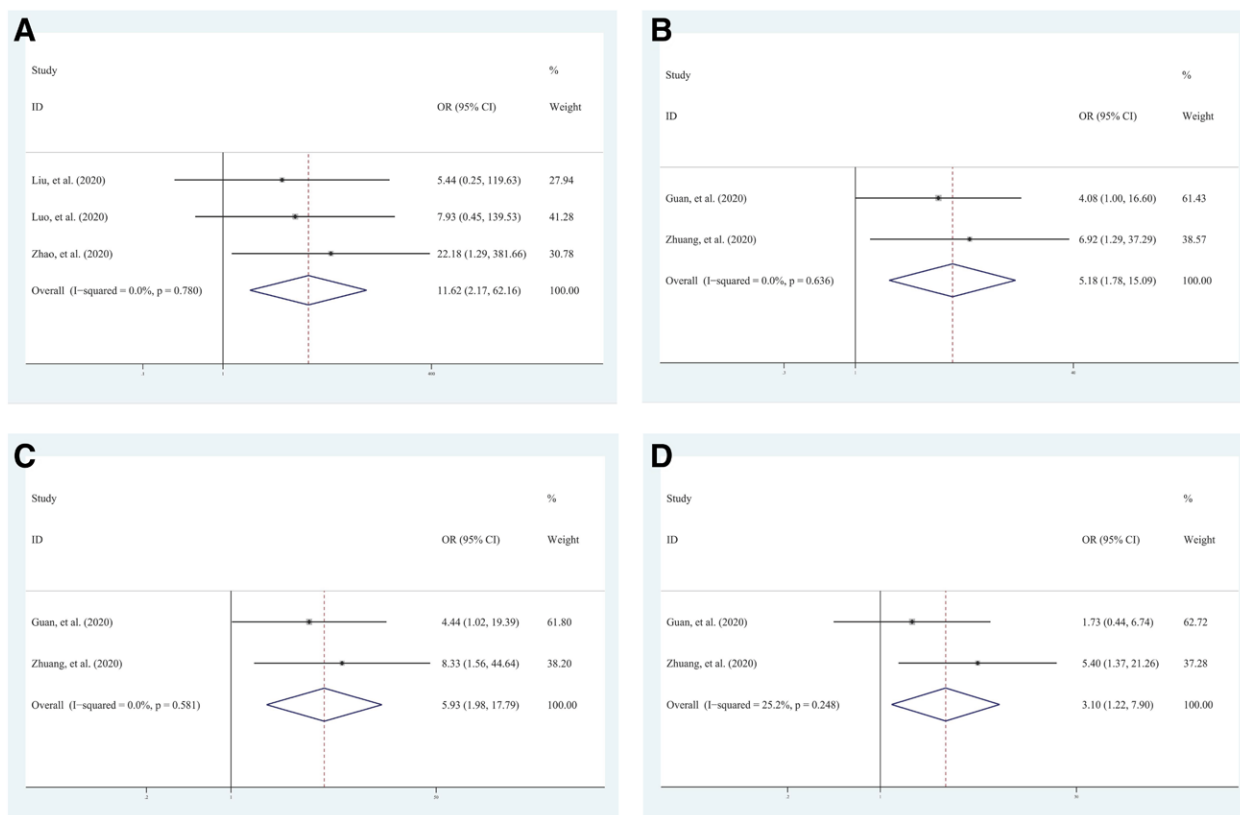 A
Study %
ID OR (95% CI) Weight
Liu, et al. (2020) 5.44 (0.25, 119.63) 27.94
Luo, et al. (2020) 7.93 (0.45, 139.53) 41.28
Zhao, et al. (2020) 22.18 (1.29, 381.66) 30.78
Overall (I−squared = 0.0%, p = 0.780) 11.62 (2.17, 62.16) 100.00
1
B
Study %
ID OR (95% CI) Weight
Guan, et al. (2020) 4.08 (1.00, 16.60) 61.43
Zhuang, et al. (2020) 6.92 (1.29, 37.29) 38.57
Overall (I−squared = 0.0%, p = 0.636) 5.18 (1.78, 15.09) 100.00
1
C
Study %
ID OR (95% CI) Weight
Guan, et al. (2020) 4.44 (1.02, 19.39) 61.80
Zhuang, et al. (2020) 8.33 (1.56, 44.64) 38.20
Overall (I−squared = 0.0%, p = 0.581) 5.93 (1.98, 17.79) 100.00
1
D
Study %
ID OR (95% CI) Weight
Guan, et al. (2020) 1.73 (0.44, 6.74) 62.72
Zhuang, et al. (2020) 5.40 (1.37, 21.26) 37.28
Overall (I−squared = 25.2%, p = 0.248) 3.10 (1.22, 7.90) 100.00
1